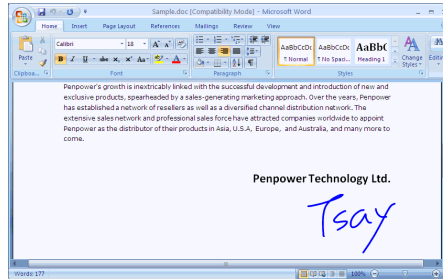 Sample.doc [Compatibility Mode] - Microsoft Word
Home Insert Page Layout References Mailings Review View
Calibri 18
Paste
AaBbCcDc AaBbCcDc AaBbC
¶ Normal ¶ No Spaci... Heading 1
Change Styles
Editing
Clipboa... Font Paragraph Styles
Penpower's growth is inextricably linked with the successful development and introduction of new and
exclusive products, spearheaded by a sales-generating marketing approach. Over the years, Penpower
has established a network of resellers as well as a diversified channel distribution network. The
extensive sales network and professional sales force have attracted companies worldwide to appoint
Penpower as the distributor of their products in Asia, U.S.A, Europe, and Australia, and many more to
come.
Penpower Technology Ltd.
Tsay
Words: 177 100%